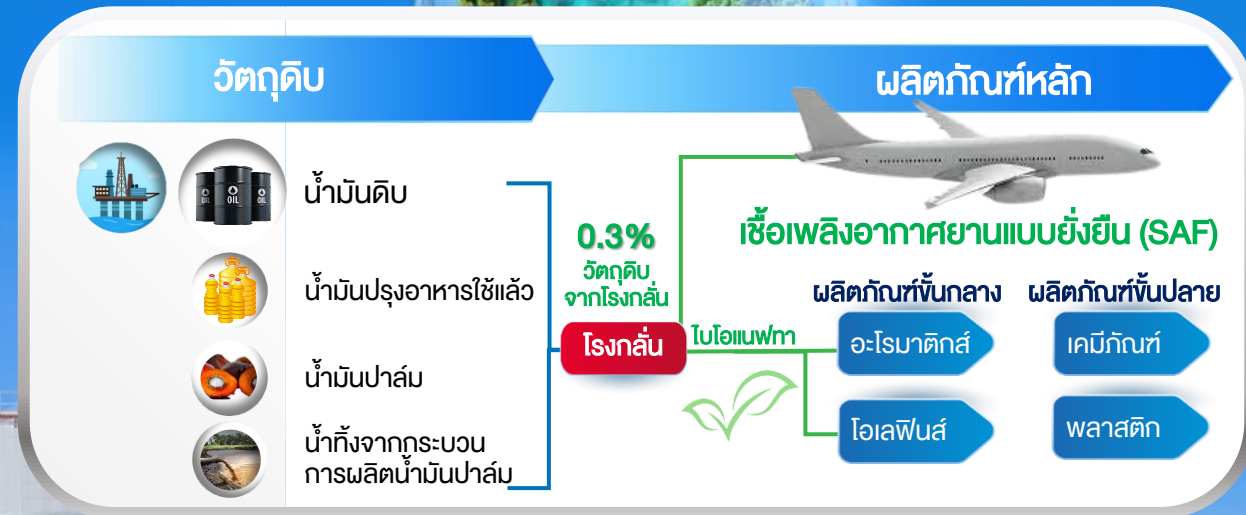 วัตถุดิบ
ผลิตภัณฑ์หลัก
OIL OIL OIL
น้ำมันดิบ
น้ำมันปรุงอาหารใช้แล้ว
น้ำมันปาล์ม
น้ำทิ้งจากกระบวน
การผลิตน้ำมันปาล์ม
0.3%
วัตถุดิบ
จากโรงกลั่น
โรงกลั่น
ไบโอแนฟทา
เชื้อเพลิงอากาศยานแบบยั่งยืน (SAF)
ผลิตภัณฑ์ขั้นกลาง
ผลิตภัณฑ์ขั้นปลาย
อะโรมาติกส์
เคมีภัณฑ์
โอเลฟินส์
พลาสติก